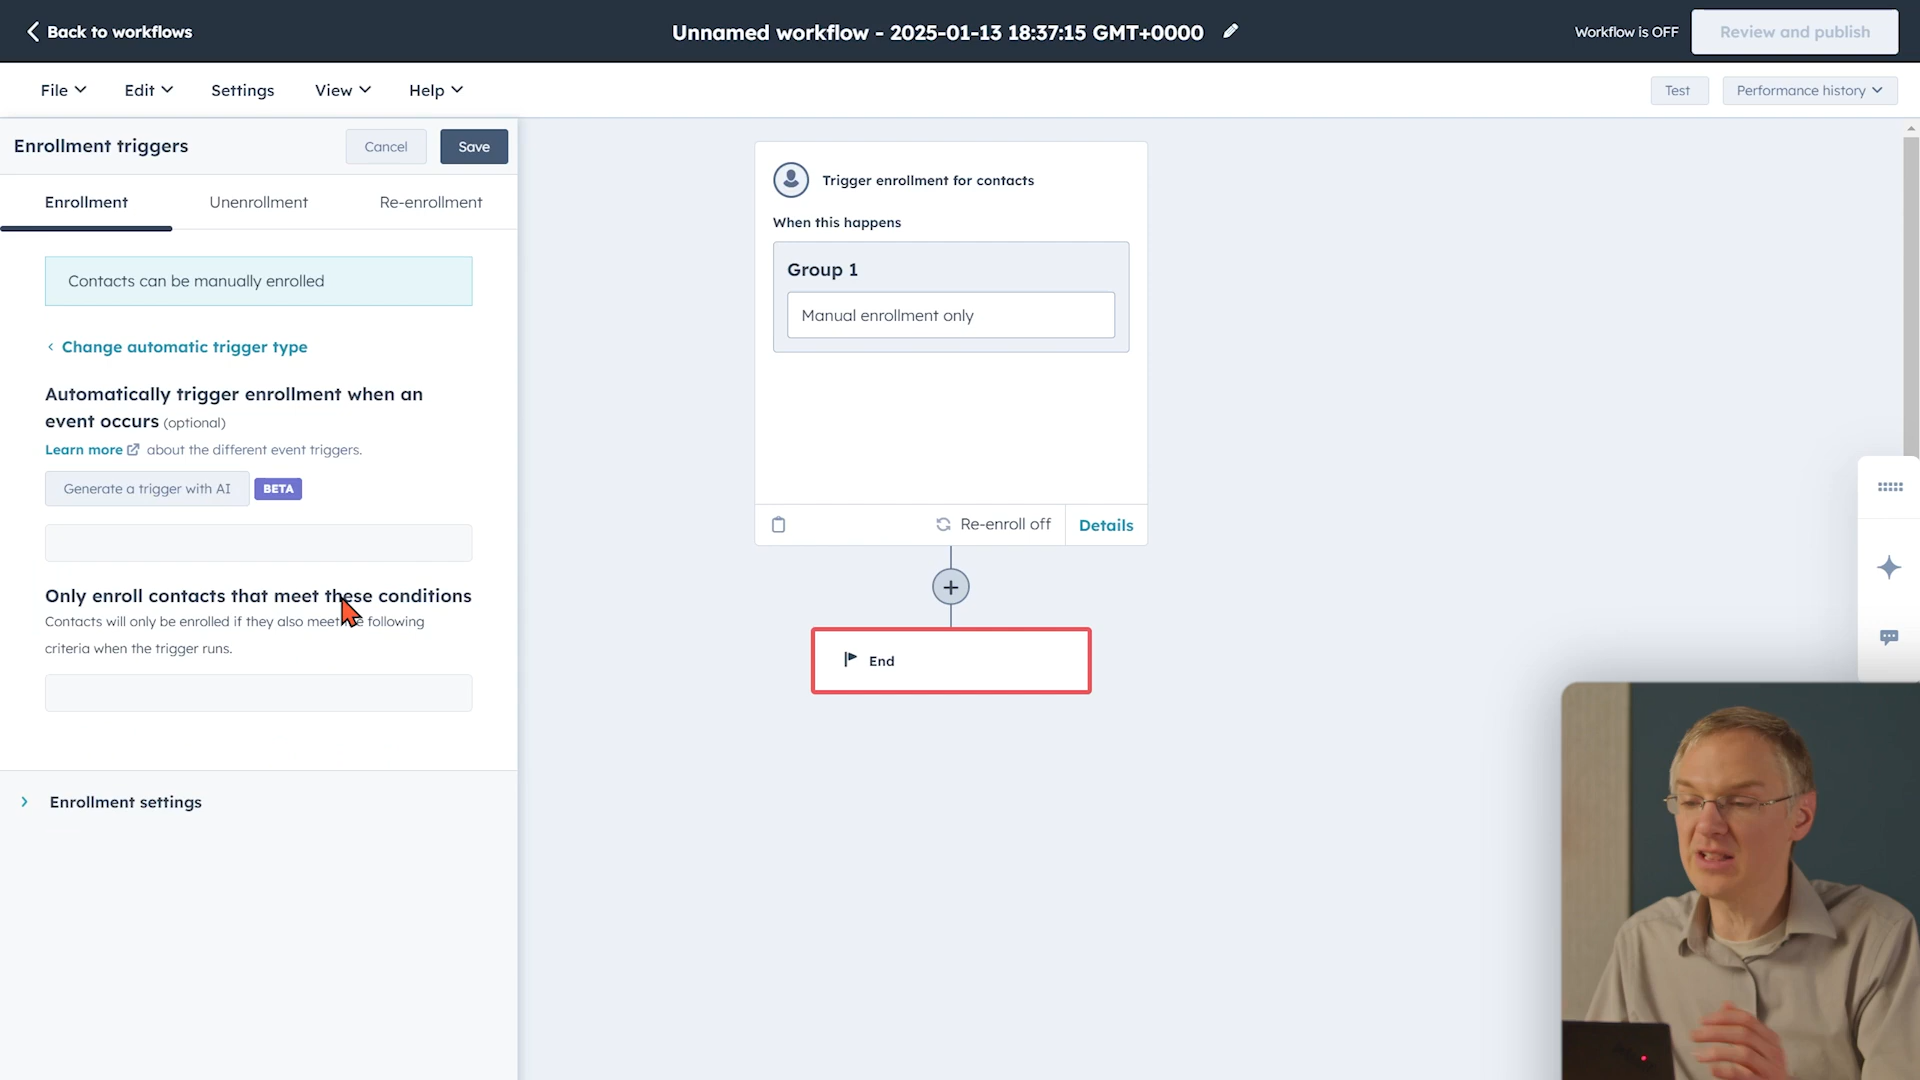 Back to workflows
Unnamed workflow - 2025-01-13 18:37:15 GMT+0000
Workflow is OFF
Review and publish
File
Edit
Settings
View
Help
Test
Performance history
Enrollment triggers
Cancel
Save
Enrollment
Unenrollment
Re-enrollment
Contacts can be manually enrolled
Change automatic trigger type
Automatically trigger enrollment when an
event occurs (optional)
Learn more about the different event triggers.
Generate a trigger with AI
BETA
Only enroll contacts that meet these conditions
Contacts will only be enrolled if they also meet following
criteria when the trigger runs.
Enrollment settings
Trigger enrollment for contacts
When this happens
Group 1
Manual enrollment only
Re-enroll off
Details
End